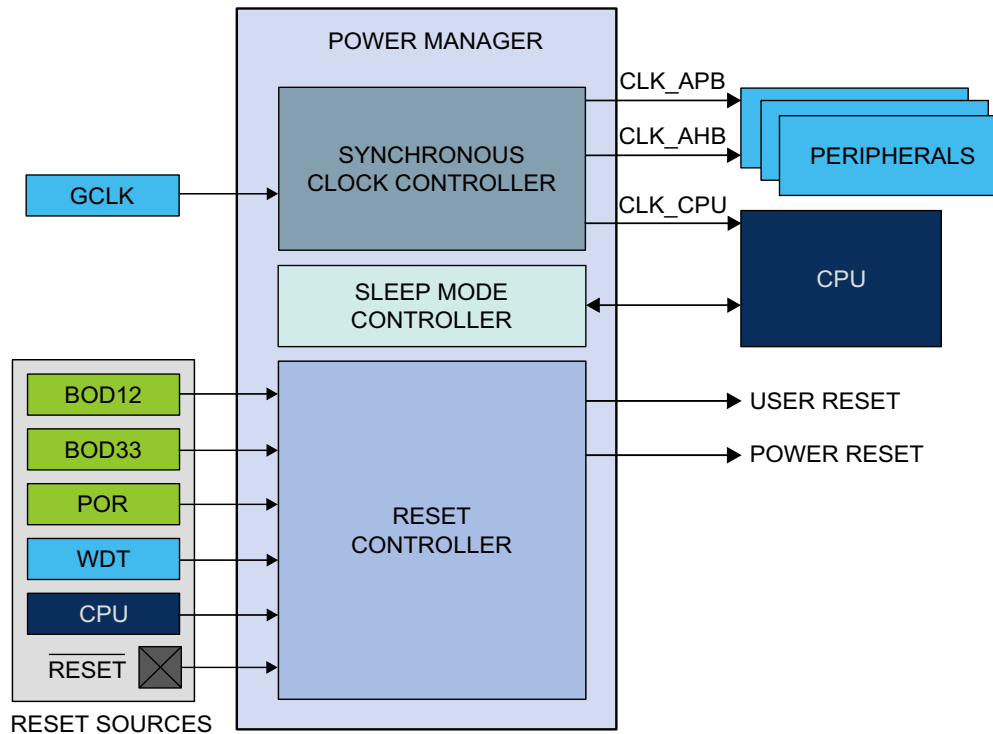 POWER MANAGER
CLK_APB
SYNCHRONOUS
CLOCK CONTROLLER
CLK_AHB
PERIPHERALS
GCLK
CLK_CPU
CPU
SLEEP MODE
CONTROLLER
BOD12
USER RESET
BOD33
POWER RESET
POR
RESET
CONTROLLER
WDT
CPU
RESET
RESET SOURCES